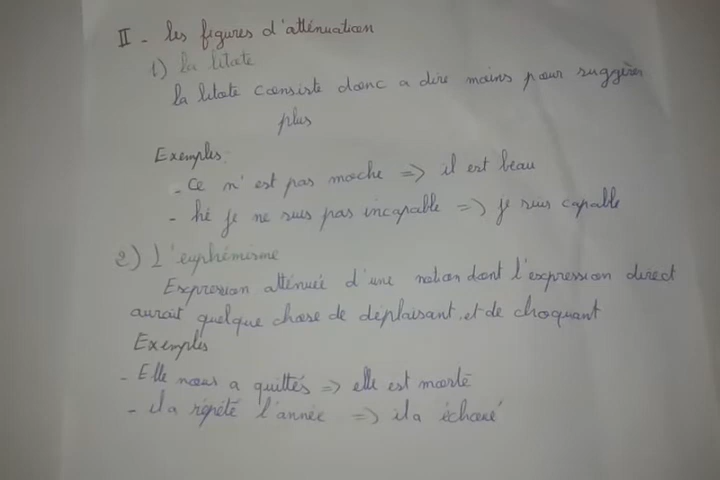 II - les figures d'atténuation
1) la litote
la litote consiste donc a dire moins pour suggérer
plus
Exemples:
- ce n'est pas moche => il est beau
- hé je ne suis pas incapable => je suis capable
2) L'euphémisme
Expression atténuée d'une notion dont l'expression direct
aurait quelque chose de déplaisant et de choquant
Exemples
- Elle nous a quittés => elle est morte
- il a répété l'année => il a échoué